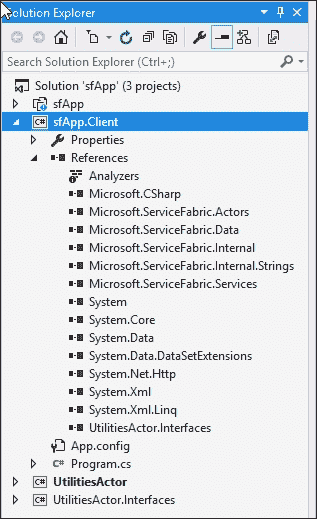 Solution Explorer
Search Solution Explorer (Ctrl+;)
Solution 'sfApp' (3 projects)
sfApp
C# sfApp.Client
Properties
References
Analyzers
Microsoft.CSharp
Microsoft.ServiceFabric.Actors
Microsoft.ServiceFabric.Data
Microsoft.ServiceFabric.Internal
Microsoft.ServiceFabric.Internal.Strings
Microsoft.ServiceFabric.Services
System
System.Core
System.Data
System.Data.DataSetExtensions
System.Net.Http
System.Xml
System.Xml.Linq
UtilitiesActor.Interfaces
App.config
C# Program.cs
C# UtilitiesActor
C# UtilitiesActor.Interfaces